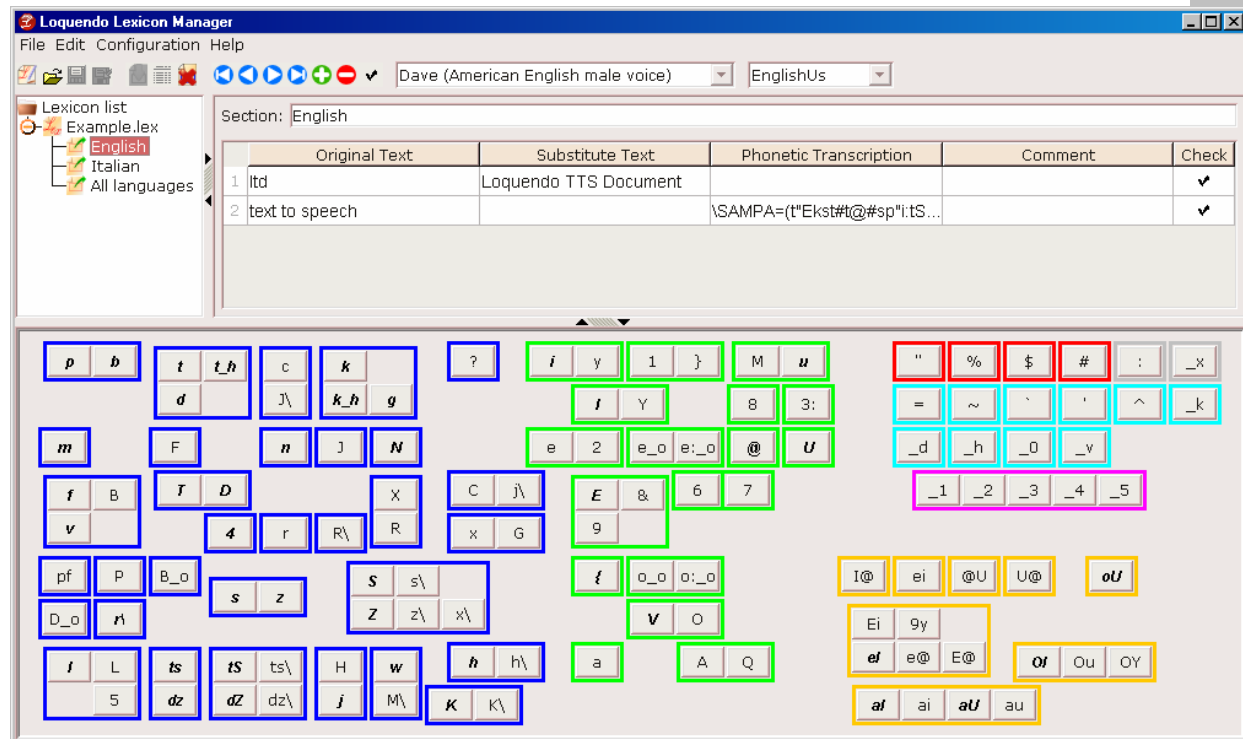 Loquendo Lexicon Manager
File Edit Configuration Help
Dave (American English male voice) EnglishUs
Lexicon list
Example.lex
English
Italian
All languages
Section: English
Original Text Substitute Text Phonetic Transcription Comment Check
1 ltd Loquendo TTS Document ✔
2 text to speech \SAMPA=(t"Ekst#t@#sp"i:tS... ✔
p b t t_h c k ? i y 1 } M u " % $ # : _x
d J\ k_h g I Y 8 3: = ~ ` ' ^ _k
m F n J N e 2 e_o e:_o @ U _d _h _0 _v
f B T D X C j\ E & 6 7 _1 _2 _3 _4 _5
v 4 r R\ R x G 9
pf P B_o S s\ { o_o o:_o I@ ei @U U@ oU
s z
D_o r\ Z z\ x\ V O Ei 9y
l L ts tS ts\ H w h h\ a A Q eI e@ E@ OI Ou OY
5 dz dZ dz\ j M\ K K\ aI ai aU au